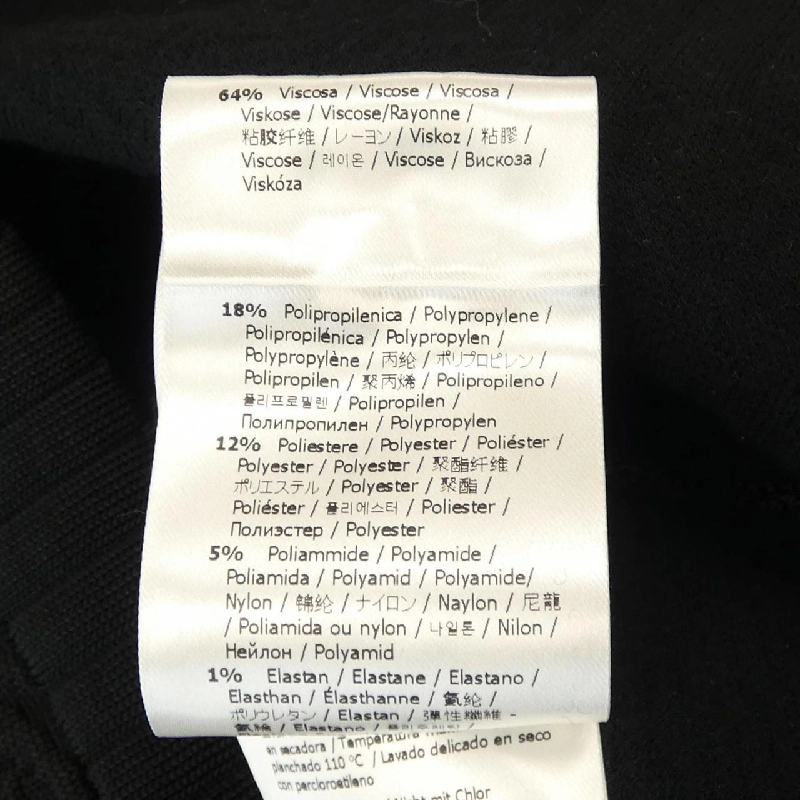 64% Viscosa / Viscose / Viscosa /
Viskose / Viscose/Rayonne /
粘胶纤维 / レーヨン / Viskoz / 粘膠 /
Viscose / 레이온 / Viscose / Вискоза /
Viskóza
18% Polipropilenica / Polypropylene /
Polipropilénica / Polypropylen /
Polypropylène / 丙纶 / ポリプロピレン /
Polipropilen / 聚丙烯 / Polipropileno /
폴리프로필렌 / Polipropilen /
Полипропилен / Polypropylen
12% Poliestere / Polyester / Poliéster /
Polyester / Polyester / 聚酯纤维 /
ポリエステル / Polyester / 聚酯 /
Poliéster / 폴리에스터 / Poliester /
Полиэстер / Polyester
5% Poliammide / Polyamide /
Poliamida / Polyamid / Polyamide/
Nylon / 锦纶 / ナイロン / Naylon / 尼龍
/ Poliamida ou nylon / 나일론 / Nilon /
Нейлон / Polyamid
1% Elastan / Elastane / Elastano /
Elasthan / Élasthanne / 氨纶 /
ポリウレタン / Elastan / 彈性纖維 -
/ Elastano /
en secadora / Temperatura
planchado 110 °C / Lavado delicado en seco
con percloroetileno
mit Chlor